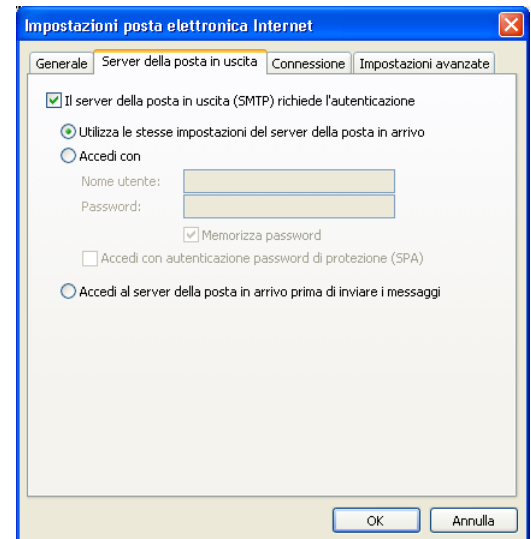 Impostazioni posta elettronica Internet
Generale Server della posta in uscita Connessione Impostazioni avanzate
Il server della posta in uscita (SMTP) richiede l'autenticazione
Utilizza le stesse impostazioni del server della posta in arrivo
Accedi con
Nome utente:
Password:
Memorizza password
Accedi con autenticazione password di protezione (SPA)
Accedi al server della posta in arrivo prima di inviare i messaggi
OK Annulla